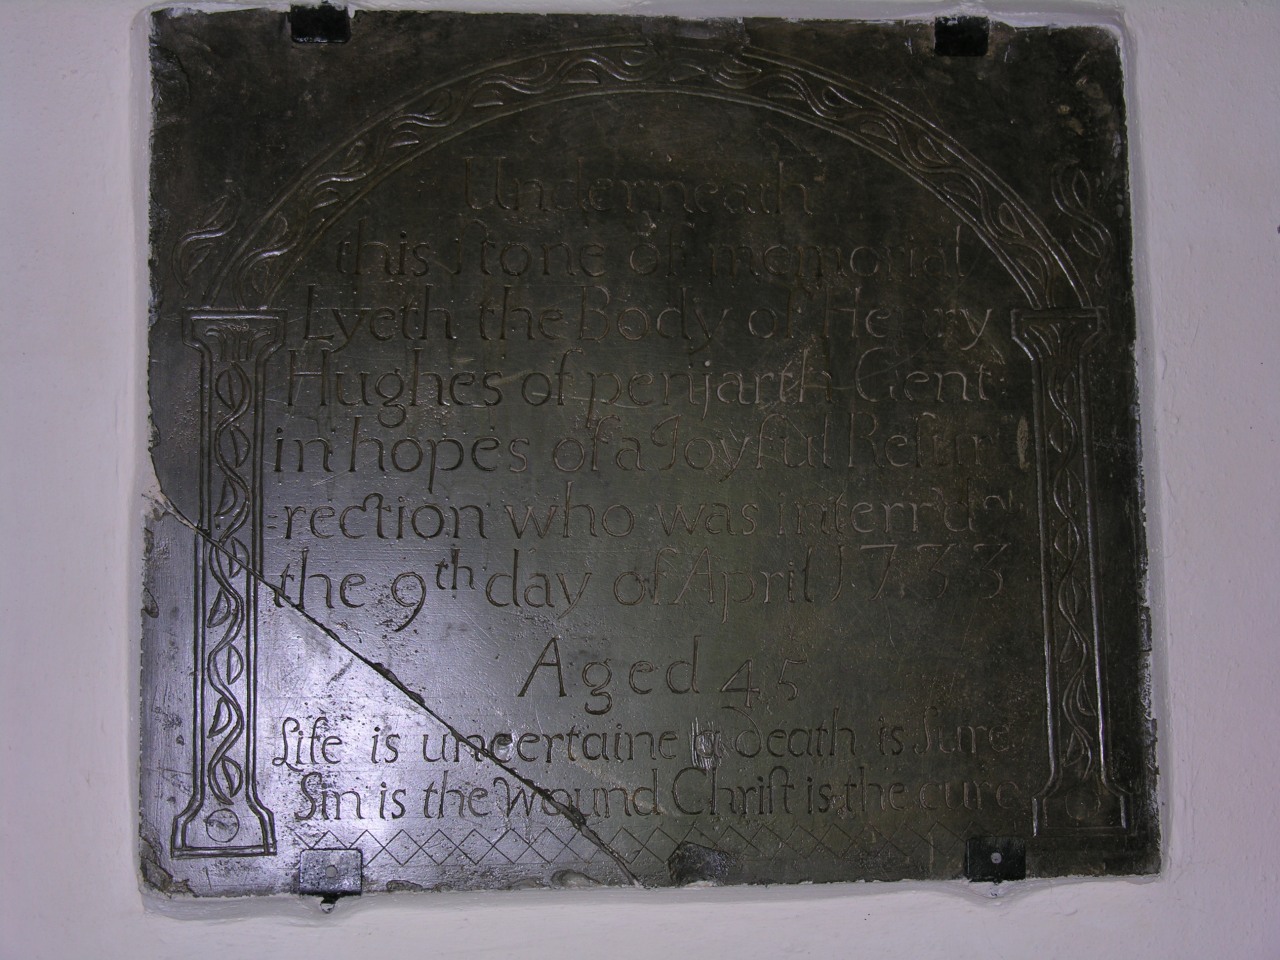 Underneath
this Stone of memorial
Lyeth the Body of Henry
Hughes of penjarth Gent:
in hopes of a Joyful Resur
=rection who was interr'd
the 9th day of April 1733
Aged 45
Life is uncertaine & death is Sure
Sin is the Wound Christ is the cure